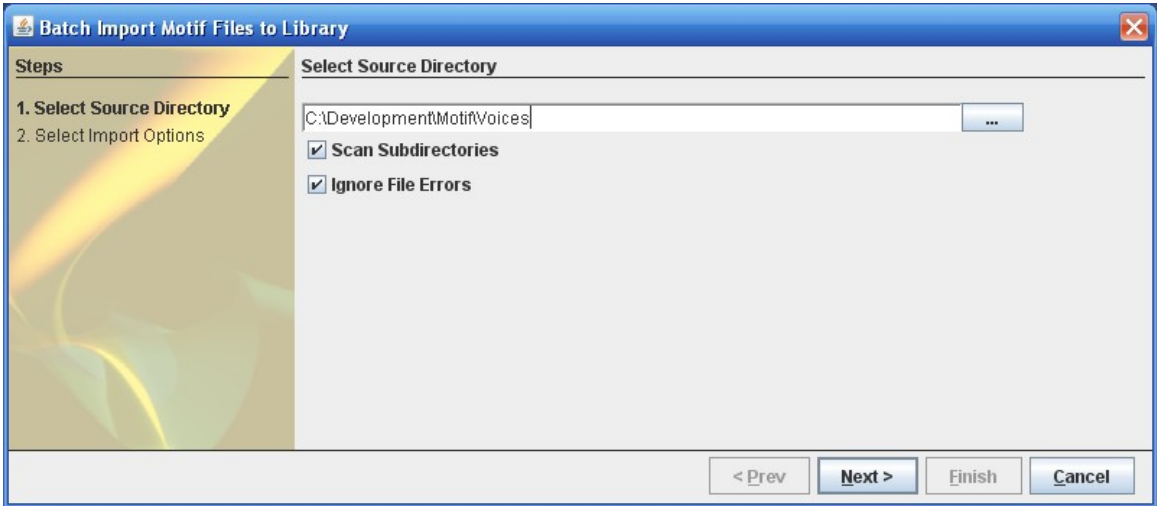 Batch Import Motif Files to Library
Steps
1. Select Source Directory
2. Select Import Options
Select Source Directory
C:\Development\Motif\Voices
...
Scan Subdirectories
Ignore File Errors
< Prev
Next >
Finish
Cancel